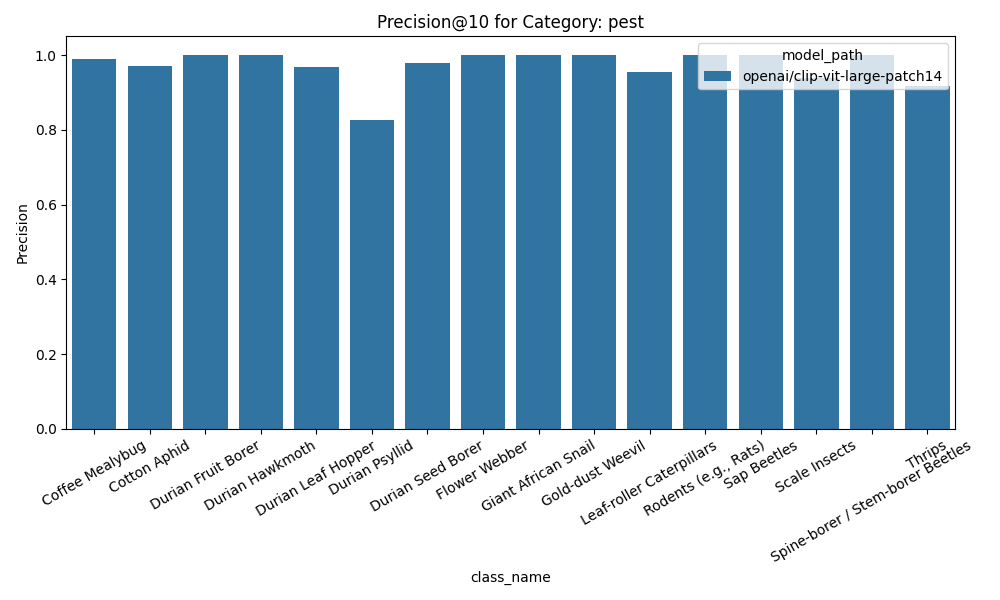 Precision@10 for Category: pest
model_path
openai/clip-vit-large-patch14
Precision
1.0
0.8
0.6
0.4
0.2
0.0
Coffee Mealybug
Cotton Aphid
Durian Fruit Borer
Durian Hawkmoth
Durian Leaf Hopper
Durian Psyllid
Durian Seed Borer
Flower Webber
Giant African Snail
Gold-dust Weevil
Leaf-roller Caterpillars
Rodents (e.g., Rats)
Sap Beetles
Scale Insects
Spine-borer / Stem-borer Beetles
Thrips
class_name